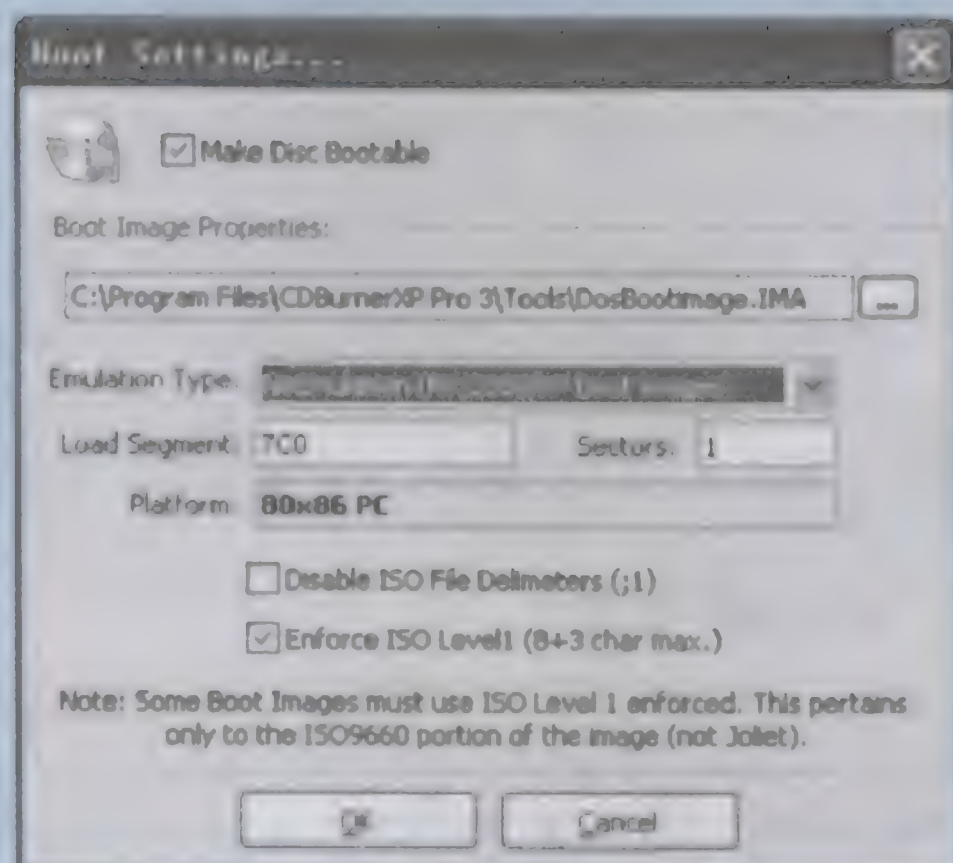 Boot Settings...
Make Disc Bootable
Boot Image Properties:
C:\Program Files\CDBurnerXP Pro 3\Tools\DosBootimage.IMA ...
Emulation Type:
Load Segment: 7C0 Sectors: 1
Platform: 80x86 PC
Disable ISO File Delimeters (;1)
Enforce ISO Level1 (8+3 char max.)
Note: Some Boot Images must use ISO Level 1 enforced. This pertains
only to the ISO9660 portion of the image (not Joliet).
OK Cancel